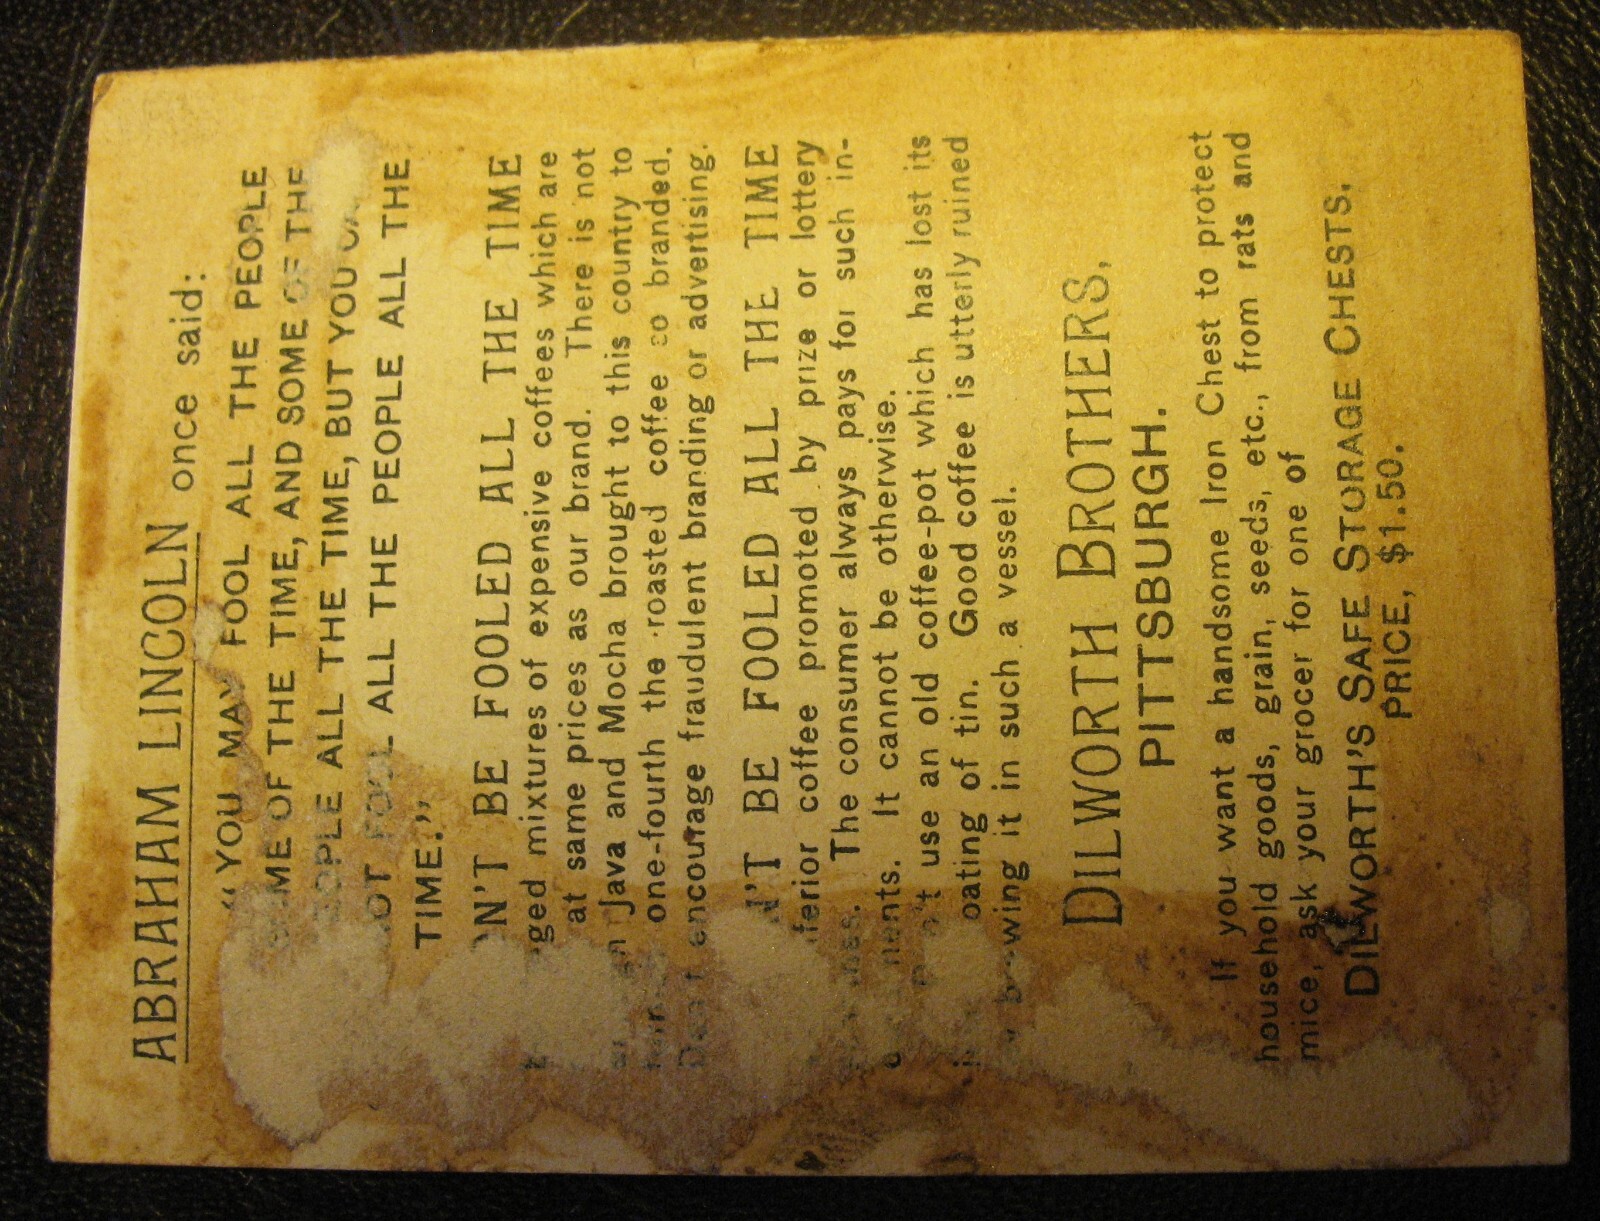 ABRAHAM LINCOLN once said:
“YOU MAY FOOL ALL THE PEOPLE
OF THE TIME, AND SOME OF THE
ALL THE TIME, BUT YOU
ALL THE PEOPLE ALL THE
TIME.”
N'T BE FOOLED ALL THE TIME
ged mixtures of expensive coffees which are
at same prices as our brand. There is not
Java and Mocha brought to this country to
one-fourth the roasted coffee so branded.
encourage fraudulent branding or advertising.
N'T BE FOOLED ALL THE TIME
ferior coffee promoted by prize or lottery
The consumer always pays for such in-
ments. It cannot be otherwise.
use an old coffee-pot which has lost its
oating of tin. Good coffee is utterly ruined
wing it in such a vessel.
DILWORTH BROTHERS,
PITTSBURGH.
If you want a handsome Iron Chest to protect
household goods, grain, seeds, etc., from rats and
mice, ask your grocer for one of
DILWORTH'S SAFE STORAGE CHESTS.
PRICE, $1.50.